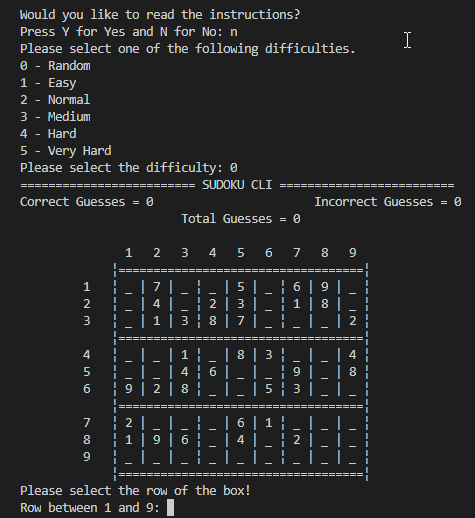 Would you like to read the instructions?
Press Y for Yes and N for No: n
Please select one of the following difficulties.
0 - Random
1 - Easy
2 - Normal
3 - Medium
4 - Hard
5 - Very Hard
Please select the difficulty: 0
========================= SUDOKU CLI =========================
Correct Guesses = 0 Incorrect Guesses = 0
Total Guesses = 0
1 2 3 4 5 6 7 8 9
¦===================================¦
1 ¦ _ | 7 | _ ¦ _ | 5 | _ ¦ 6 | 9 | _ ¦
2 ¦ _ | 4 | _ ¦ 2 | 3 | _ ¦ 1 | 8 | _ ¦
3 ¦ _ | 1 | 3 ¦ 8 | 7 | _ ¦ _ | _ | 2 ¦
¦===================================¦
4 ¦ _ | _ | 1 ¦ _ | 8 | 3 ¦ _ | _ | 4 ¦
5 ¦ _ | _ | 4 ¦ 6 | _ | _ ¦ 9 | _ | 8 ¦
6 ¦ 9 | 2 | 8 ¦ _ | _ | 5 ¦ 3 | _ | _ ¦
¦===================================¦
7 ¦ 2 | _ | _ ¦ _ | 6 | 1 ¦ _ | _ | _ ¦
8 ¦ 1 | 9 | 6 ¦ _ | 4 | _ ¦ 2 | _ | _ ¦
9 ¦ _ | _ | _ ¦ _ | _ | _ ¦ _ | _ | _ ¦
¦===================================¦
Please select the row of the box!
Row between 1 and 9: